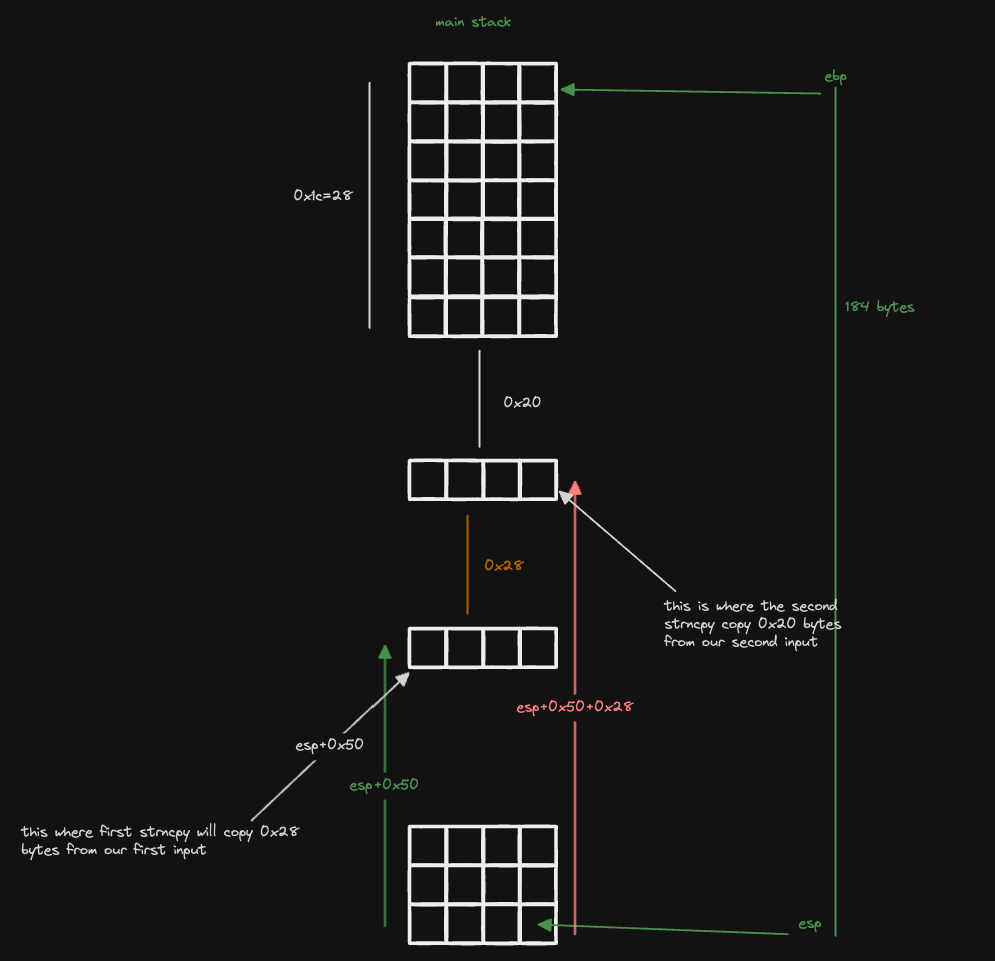 main stack
ebp
0x1c=28
184 bytes
0x20
0x28
this is where the second
strncpy copy 0x20 bytes
from our second input
esp+0x50+0x28
esp+0x50
esp+0x50
this where first strncpy will copy 0x28
bytes from our first input
esp